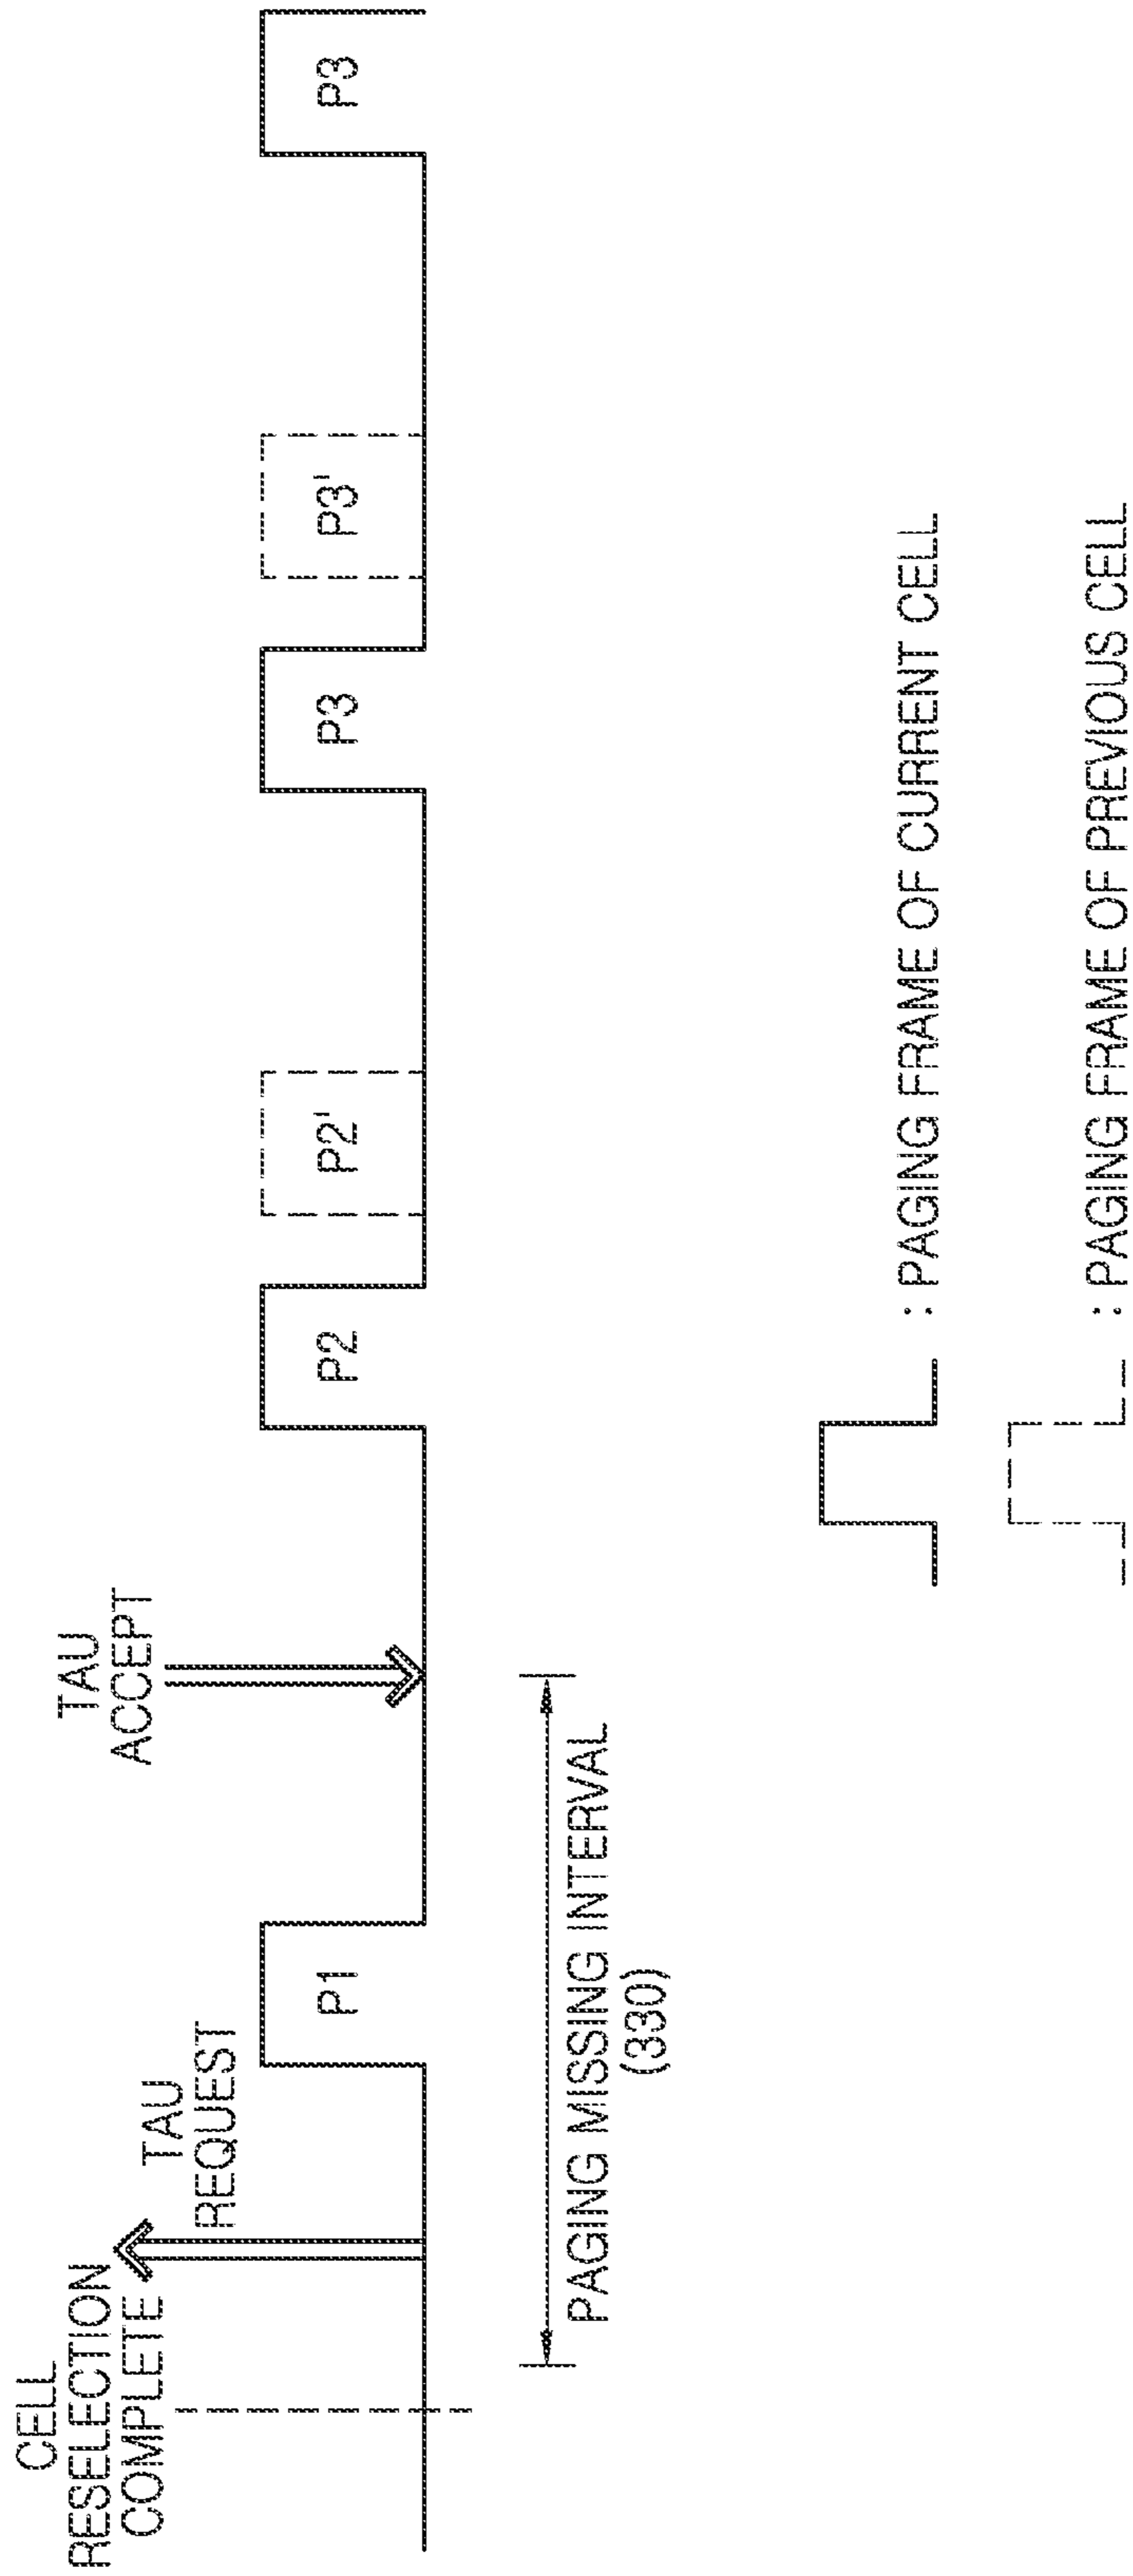 CELL
RESELECTION
COMPLETE
TAU
REQUEST
TAU
ACCEPT
P1
P2
P2'
P3
P3'
P3
PAGING MISSING INTERVAL
(330)
: PAGING FRAME OF CURRENT CELL
: PAGING FRAME OF PREVIOUS CELL